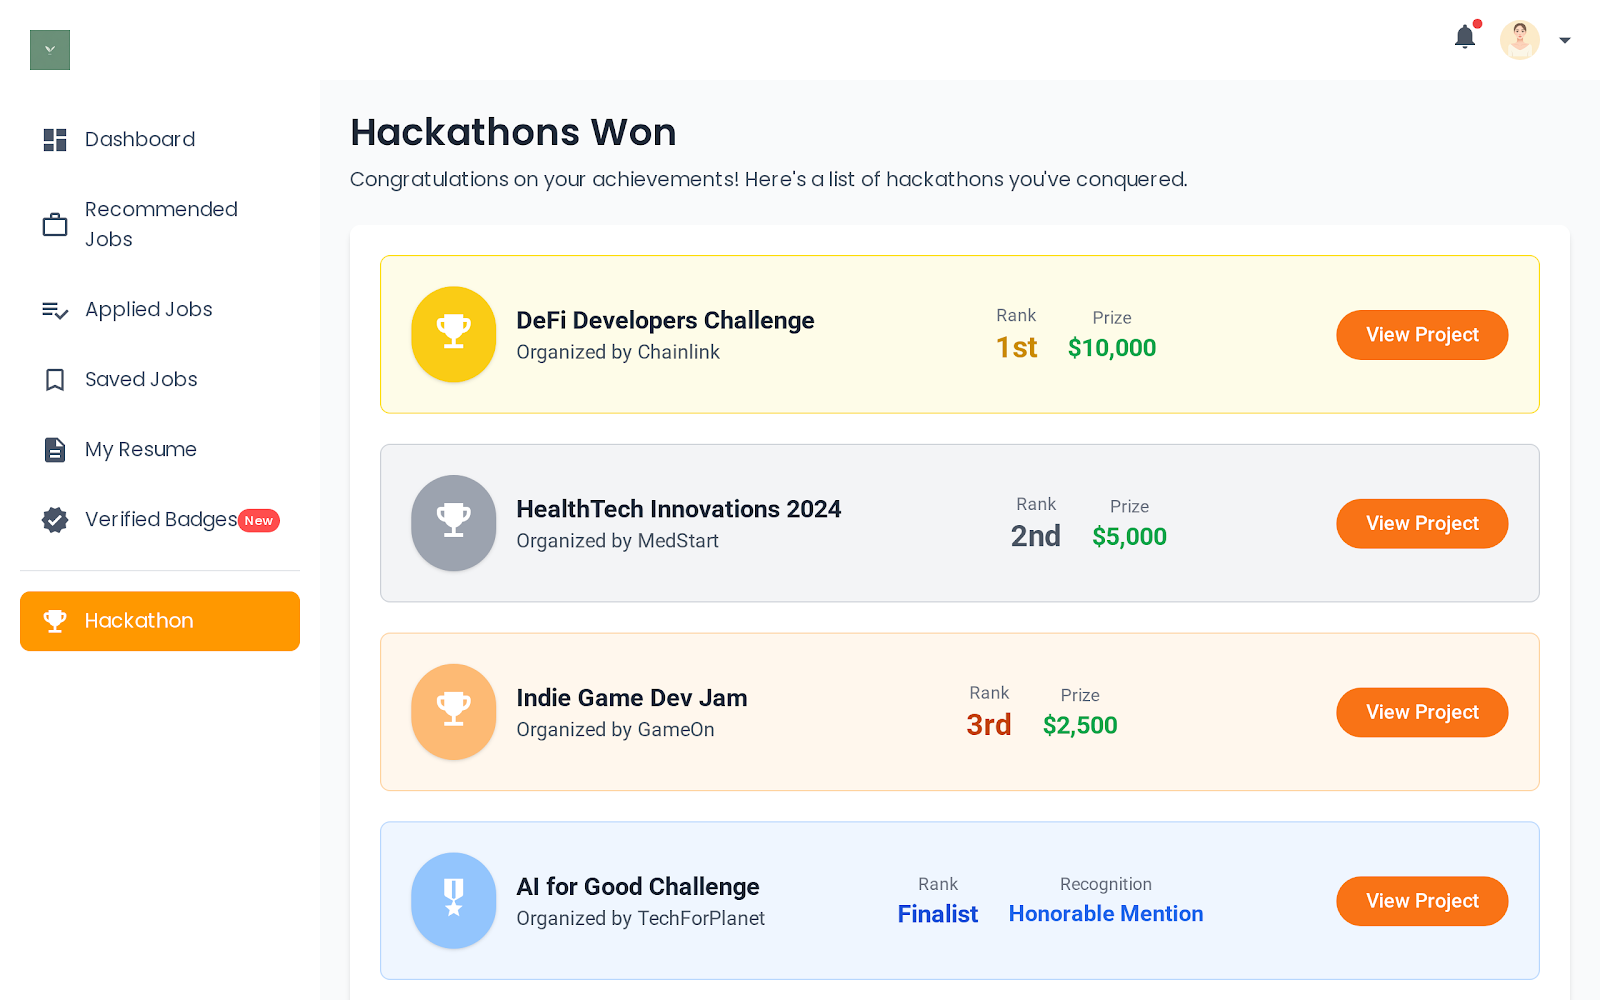 Dashboard
Recommended
Jobs
Applied Jobs
Saved Jobs
My Resume
Verified Badges New
Hackathon
Hackathons Won
Congratulations on your achievements! Here's a list of hackathons you've conquered.
DeFi Developers Challenge
Organized by Chainlink
Rank
1st
Prize
$10,000
View Project
HealthTech Innovations 2024
Organized by MedStart
Rank
2nd
Prize
$5,000
View Project
Indie Game Dev Jam
Organized by GameOn
Rank
3rd
Prize
$2,500
View Project
AI for Good Challenge
Organized by TechForPlanet
Rank
Finalist
Recognition
Honorable Mention
View Project